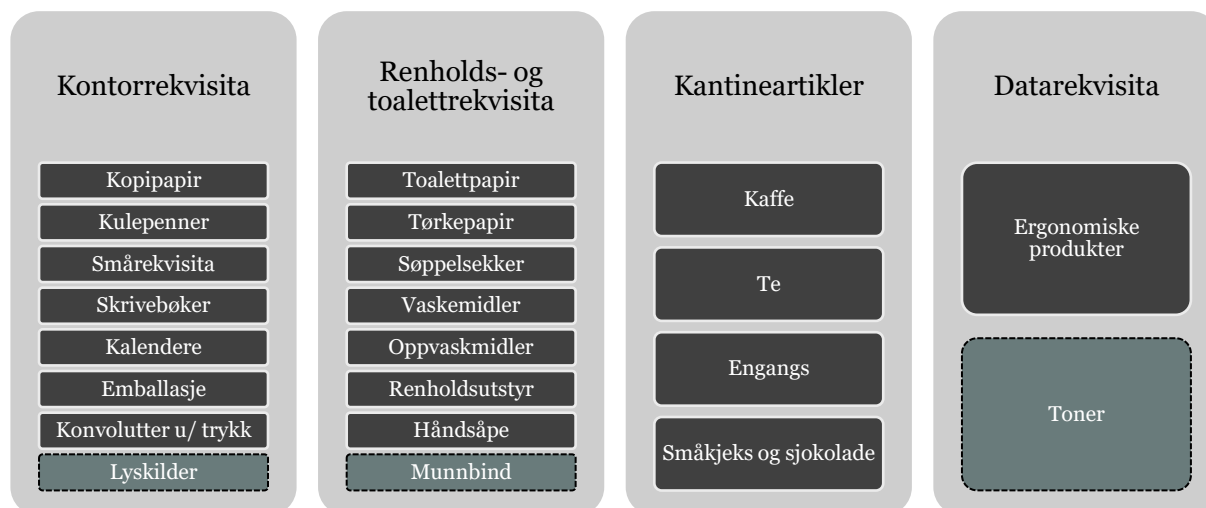 Kontorrekvisita
Kopipapir
Kulepenner
Smårekvisita
Skrivebøker
Kalendere
Emballasje
Konvolutter u/ trykk
Lyskilder
Renholds- og
toalettrekvisita
Toalettpapir
Tørkepapir
Søppelsekker
Vaskemidler
Oppvaskmidler
Renholdsutstyr
Håndsåpe
Munnbind
Kantineartikler
Kaffe
Te
Engangs
Småkjeks og sjokolade
Datarekvisita
Ergonomiske
produkter
Toner